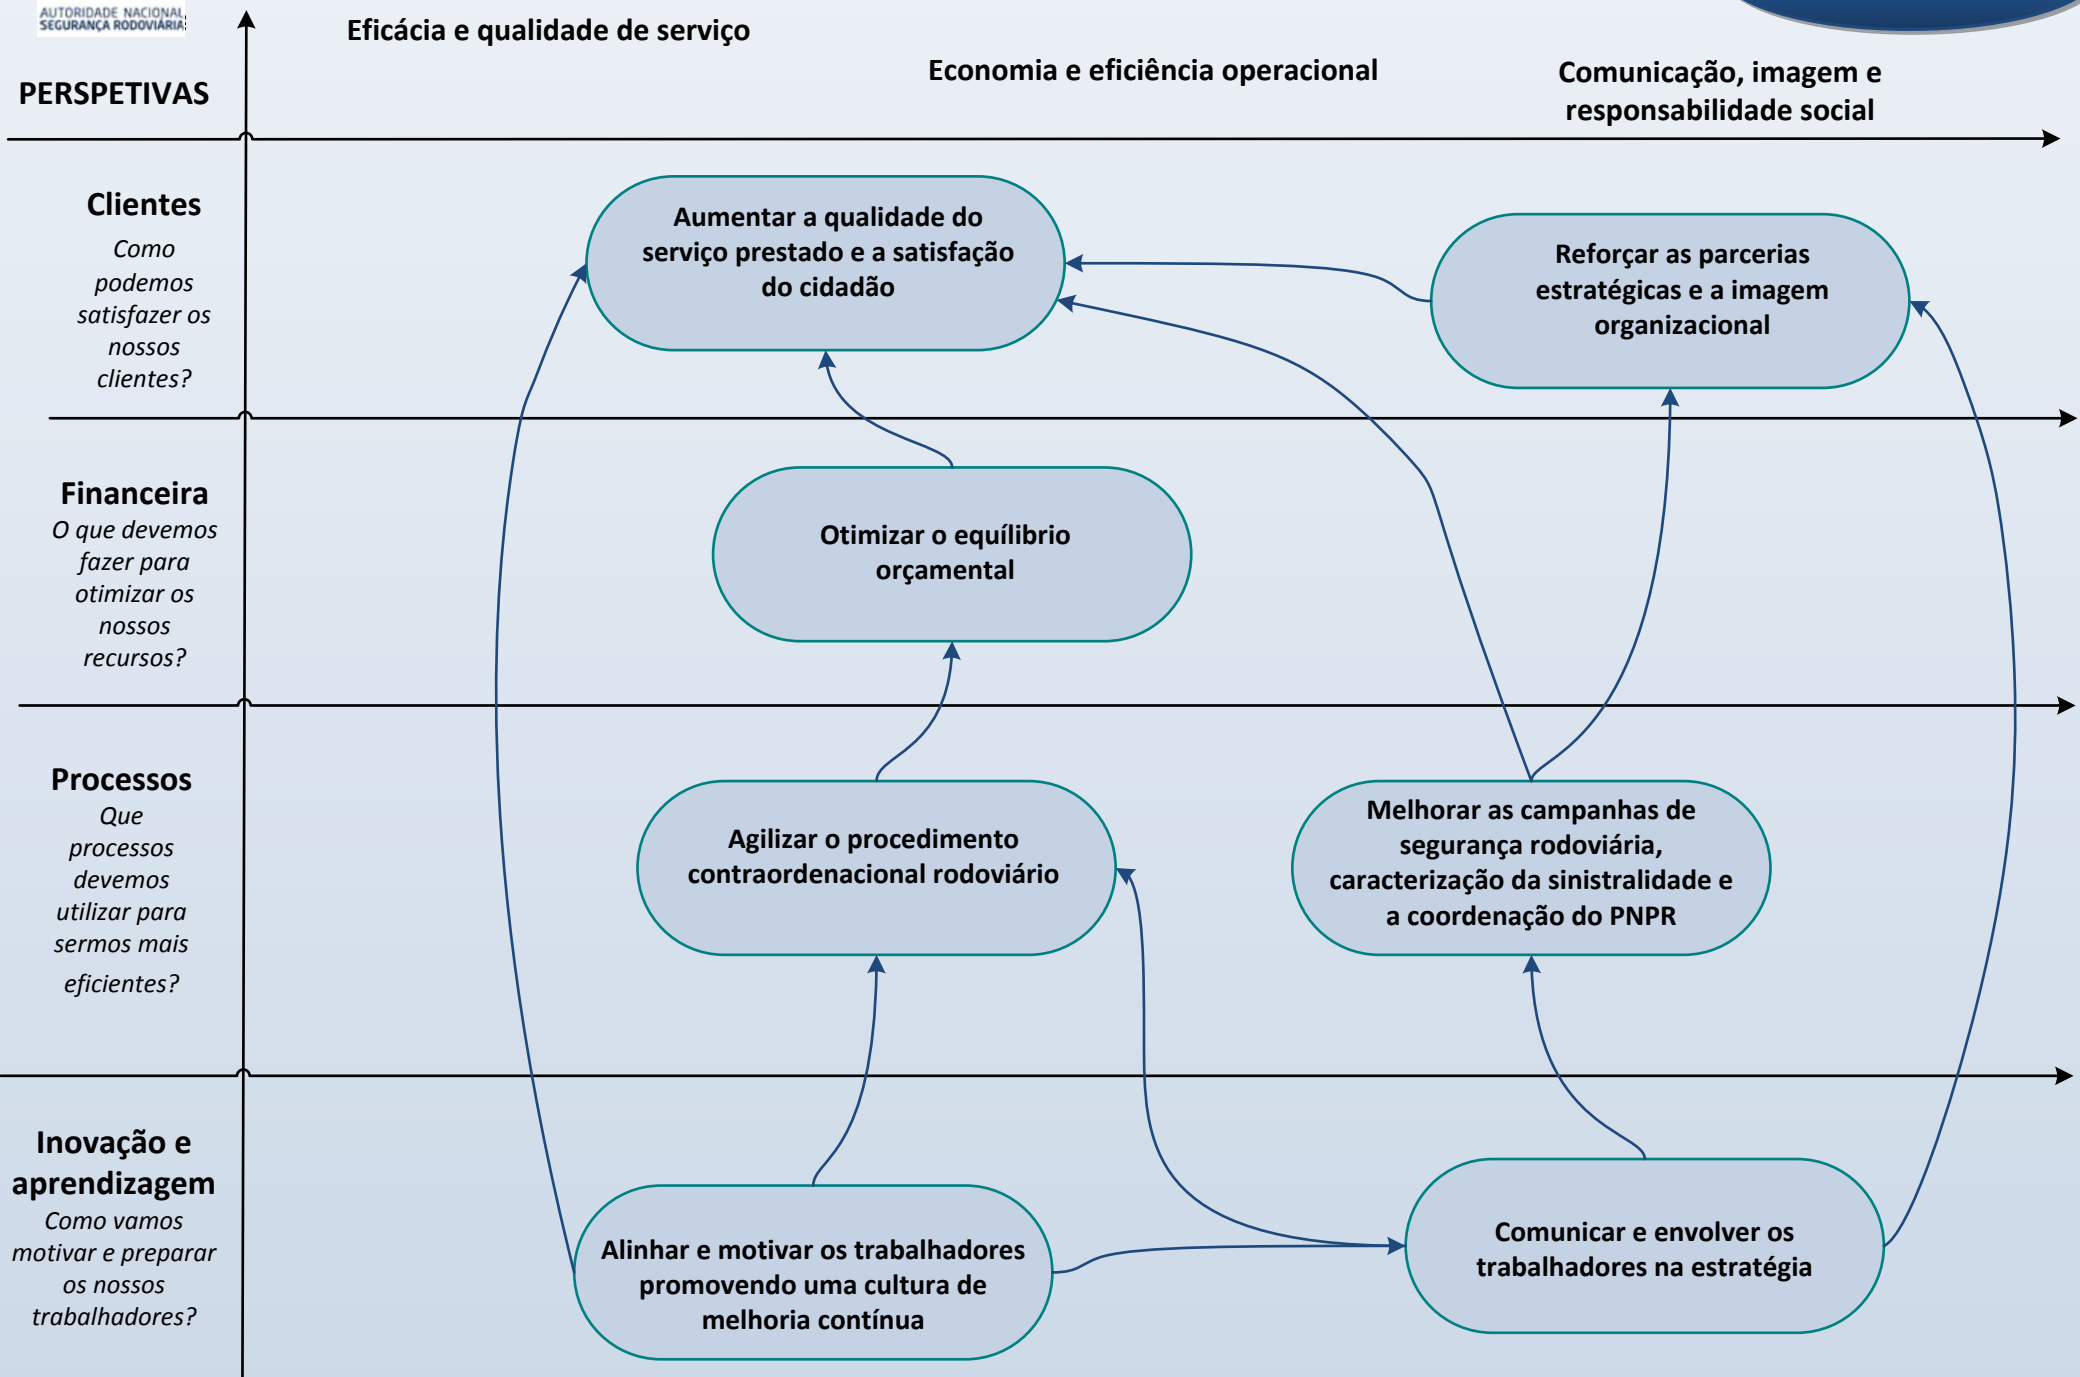 AUTORIDADE NACIONAL
SEGURANÇA RODOVIÁRIA
Eficácia e qualidade de serviço
Economia e eficiência operacional
Comunicação, imagem e
responsabilidade social
PERSPETIVAS
Clientes
Como
podemos
satisfazer os
nossos
clientes?
Aumentar a qualidade do
serviço prestado e a satisfação
do cidadão
Reforçar as parcerias
estratégicas e a imagem
organizacional
Financeira
O que devemos
fazer para
otimizar os
nossos
recursos?
Otimizar o equílibrio
orçamental
Processos
Que
processos
devemos
utilizar para
sermos mais
eficientes?
Agilizar o procedimento
contraordenacional rodoviário
Melhorar as campanhas de
segurança rodoviária,
caracterização da sinistralidade e
a coordenação do PNPR
Inovação e
aprendizagem
Como vamos
motivar e preparar
os nossos
trabalhadores?
Alinhar e motivar os trabalhadores
promovendo uma cultura de
melhoria contínua
Comunicar e envolver os
trabalhadores na estratégia